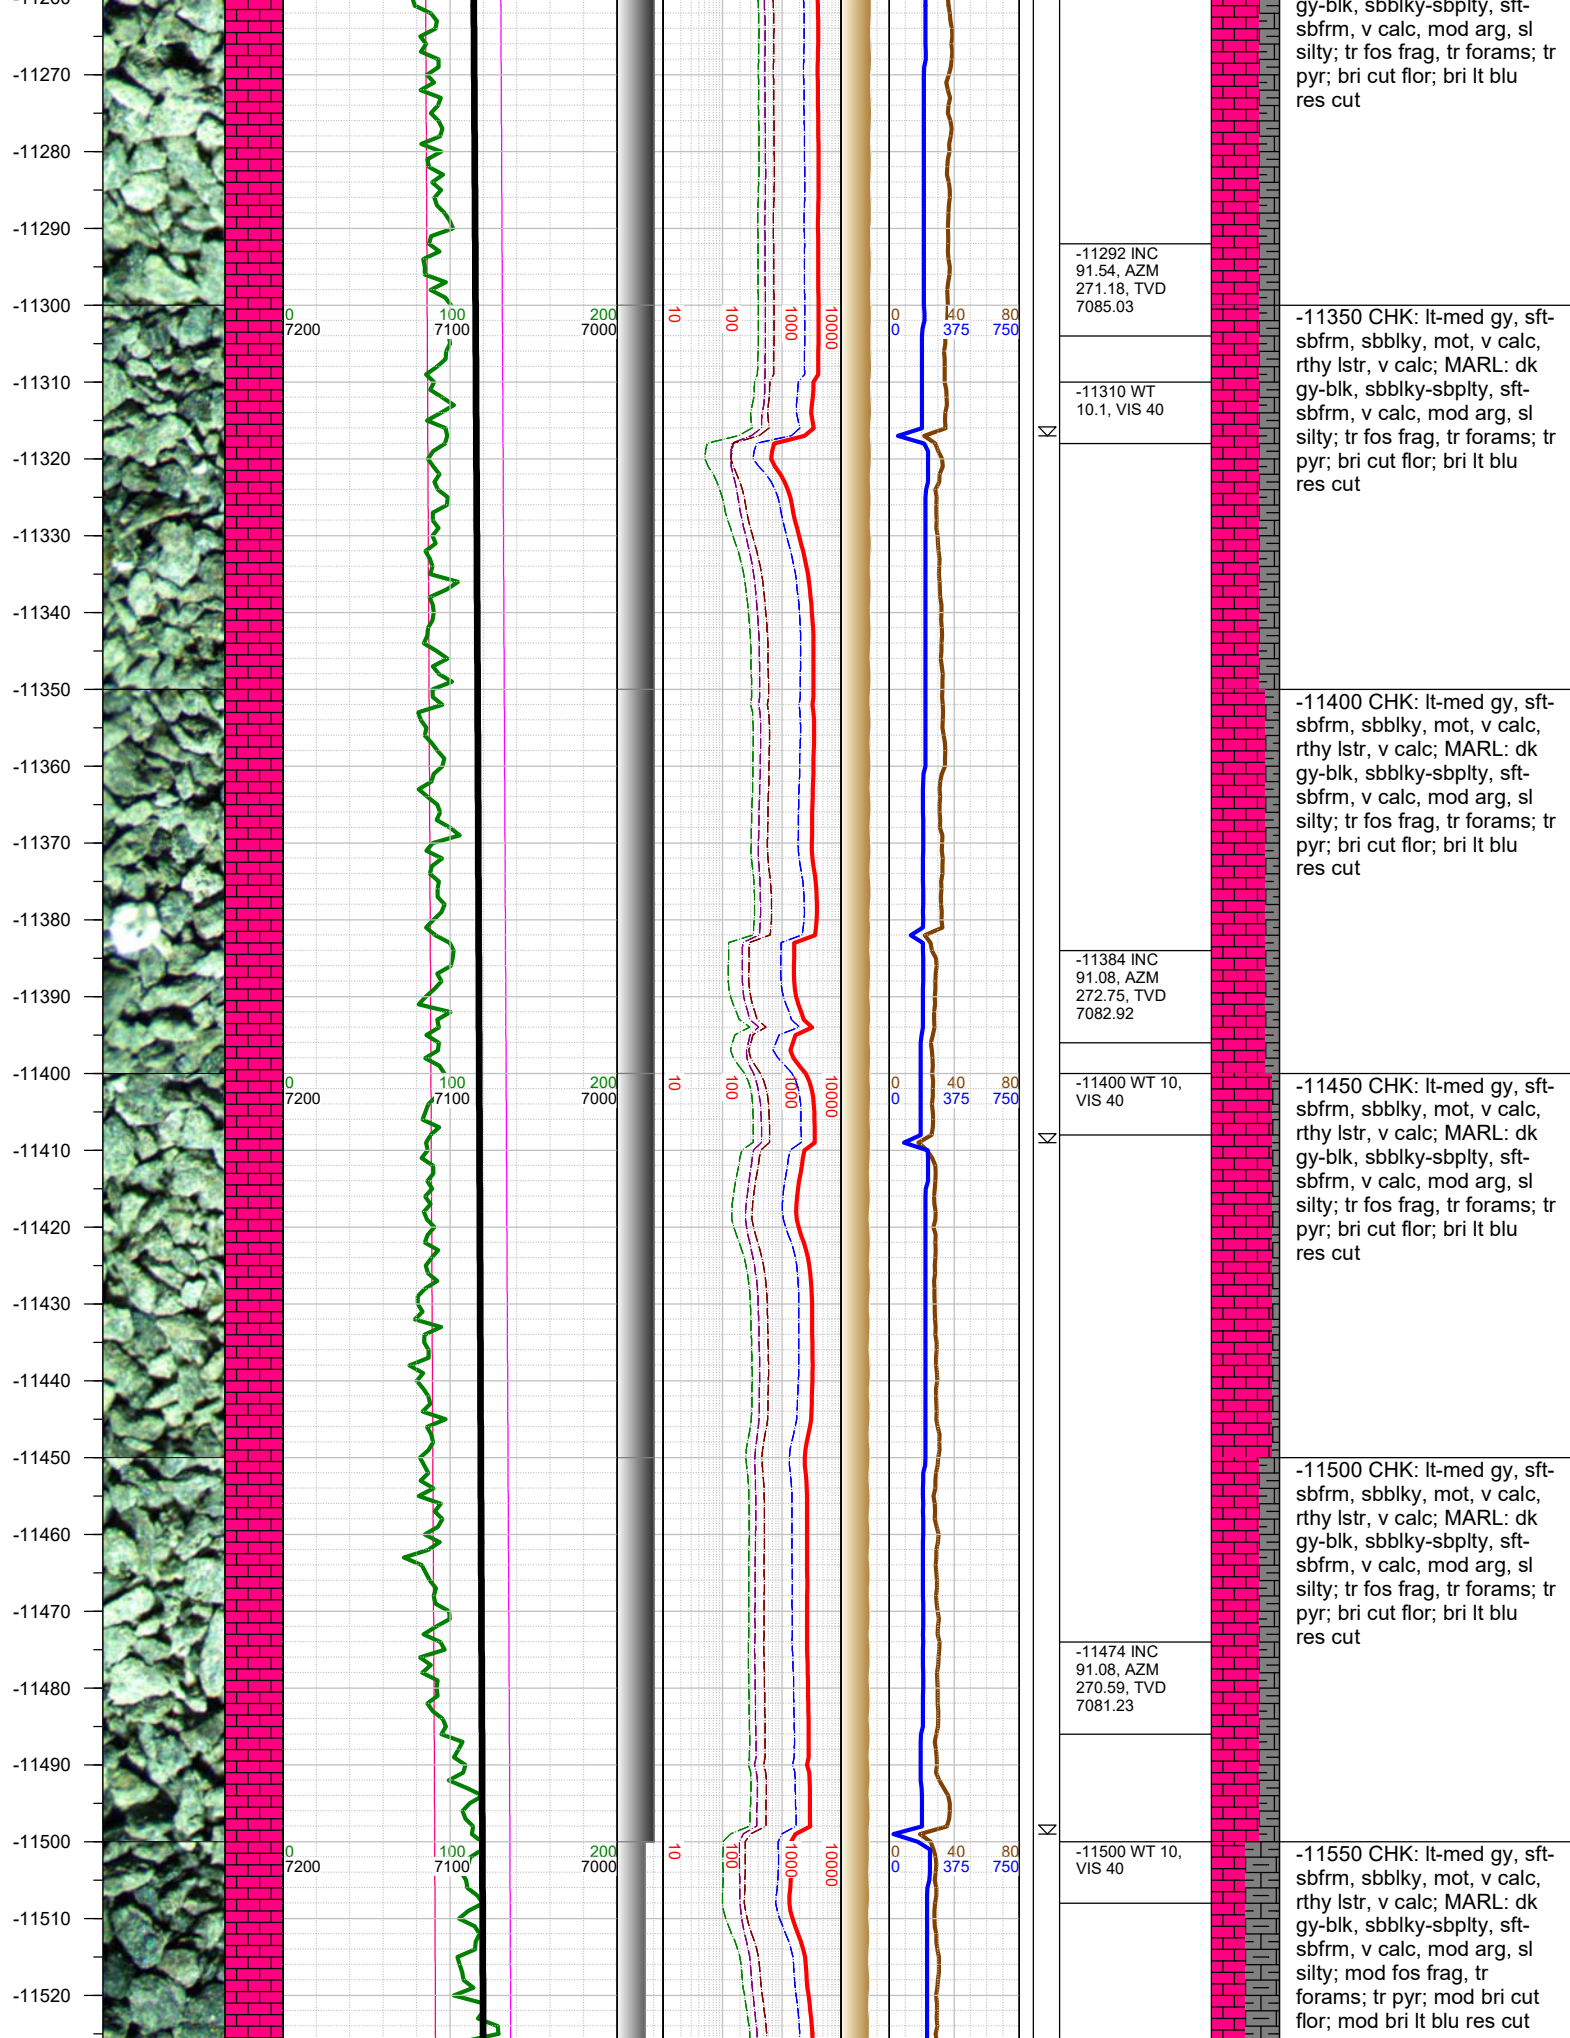 -11260
gy-blk, sbblky-sbplty, sft-
sbfrm, v calc, mod arg, sl
silty; tr fos frag, tr forams; tr
pyr; bri cut flor; bri lt blu
res cut
-11270
-11280
-11290
-11292 INC
91.54, AZM
271.18, TVD
7085.03
-11300
0 100 200
7200 7100 7000
10 100 1000 10000
0 40 80
0 375 750
-11350 CHK: lt-med gy, sft-
sbfrm, sbblky, mot, v calc,
rthy lstr, v calc; MARL: dk
gy-blk, sbblky-sbplty, sft-
sbfrm, v calc, mod arg, sl
silty; tr fos frag, tr forams; tr
pyr; bri cut flor; bri lt blu
res cut
-11310
-11310 WT
10.1, VIS 40
-11320
-11330
-11340
-11350
-11400 CHK: lt-med gy, sft-
sbfrm, sbblky, mot, v calc,
rthy lstr, v calc; MARL: dk
gy-blk, sbblky-sbplty, sft-
sbfrm, v calc, mod arg, sl
silty; tr fos frag, tr forams; tr
pyr; bri cut flor; bri lt blu
res cut
-11360
-11370
-11380
-11384 INC
91.08, AZM
272.75, TVD
7082.92
-11390
-11400
0 100 200
7200 7100 7000
10 100 1000 10000
0 40 80
0 375 750
-11400 WT 10,
VIS 40
-11450 CHK: lt-med gy, sft-
sbfrm, sbblky, mot, v calc,
rthy lstr, v calc; MARL: dk
gy-blk, sbblky-sbplty, sft-
sbfrm, v calc, mod arg, sl
silty; tr fos frag, tr forams; tr
pyr; bri cut flor; bri lt blu
res cut
-11410
-11420
-11430
-11440
-11450
-11500 CHK: lt-med gy, sft-
sbfrm, sbblky, mot, v calc,
rthy lstr, v calc; MARL: dk
gy-blk, sbblky-sbplty, sft-
sbfrm, v calc, mod arg, sl
silty; tr fos frag, tr forams; tr
pyr; bri cut flor; bri lt blu
res cut
-11460
-11470
-11474 INC
91.08, AZM
270.59, TVD
7081.23
-11480
-11490
-11500
0 100 200
7200 7100 7000
10 100 1000 10000
0 40 80
0 375 750
-11500 WT 10,
VIS 40
-11550 CHK: lt-med gy, sft-
sbfrm, sbblky, mot, v calc,
rthy lstr, v calc; MARL: dk
gy-blk, sbblky-sbplty, sft-
sbfrm, v calc, mod arg, sl
silty; mod fos frag, tr
forams; tr pyr; mod bri cut
flor; mod bri lt blu res cut
-11510
-11520